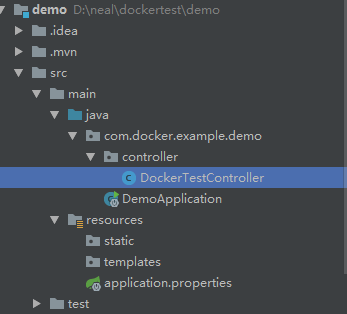 demo D:\neal\dockertest\demo
.idea
.mvn
src
main
java
com.docker.example.demo
controller
DockerTestController
DemoApplication
resources
static
templates
application.properties
test